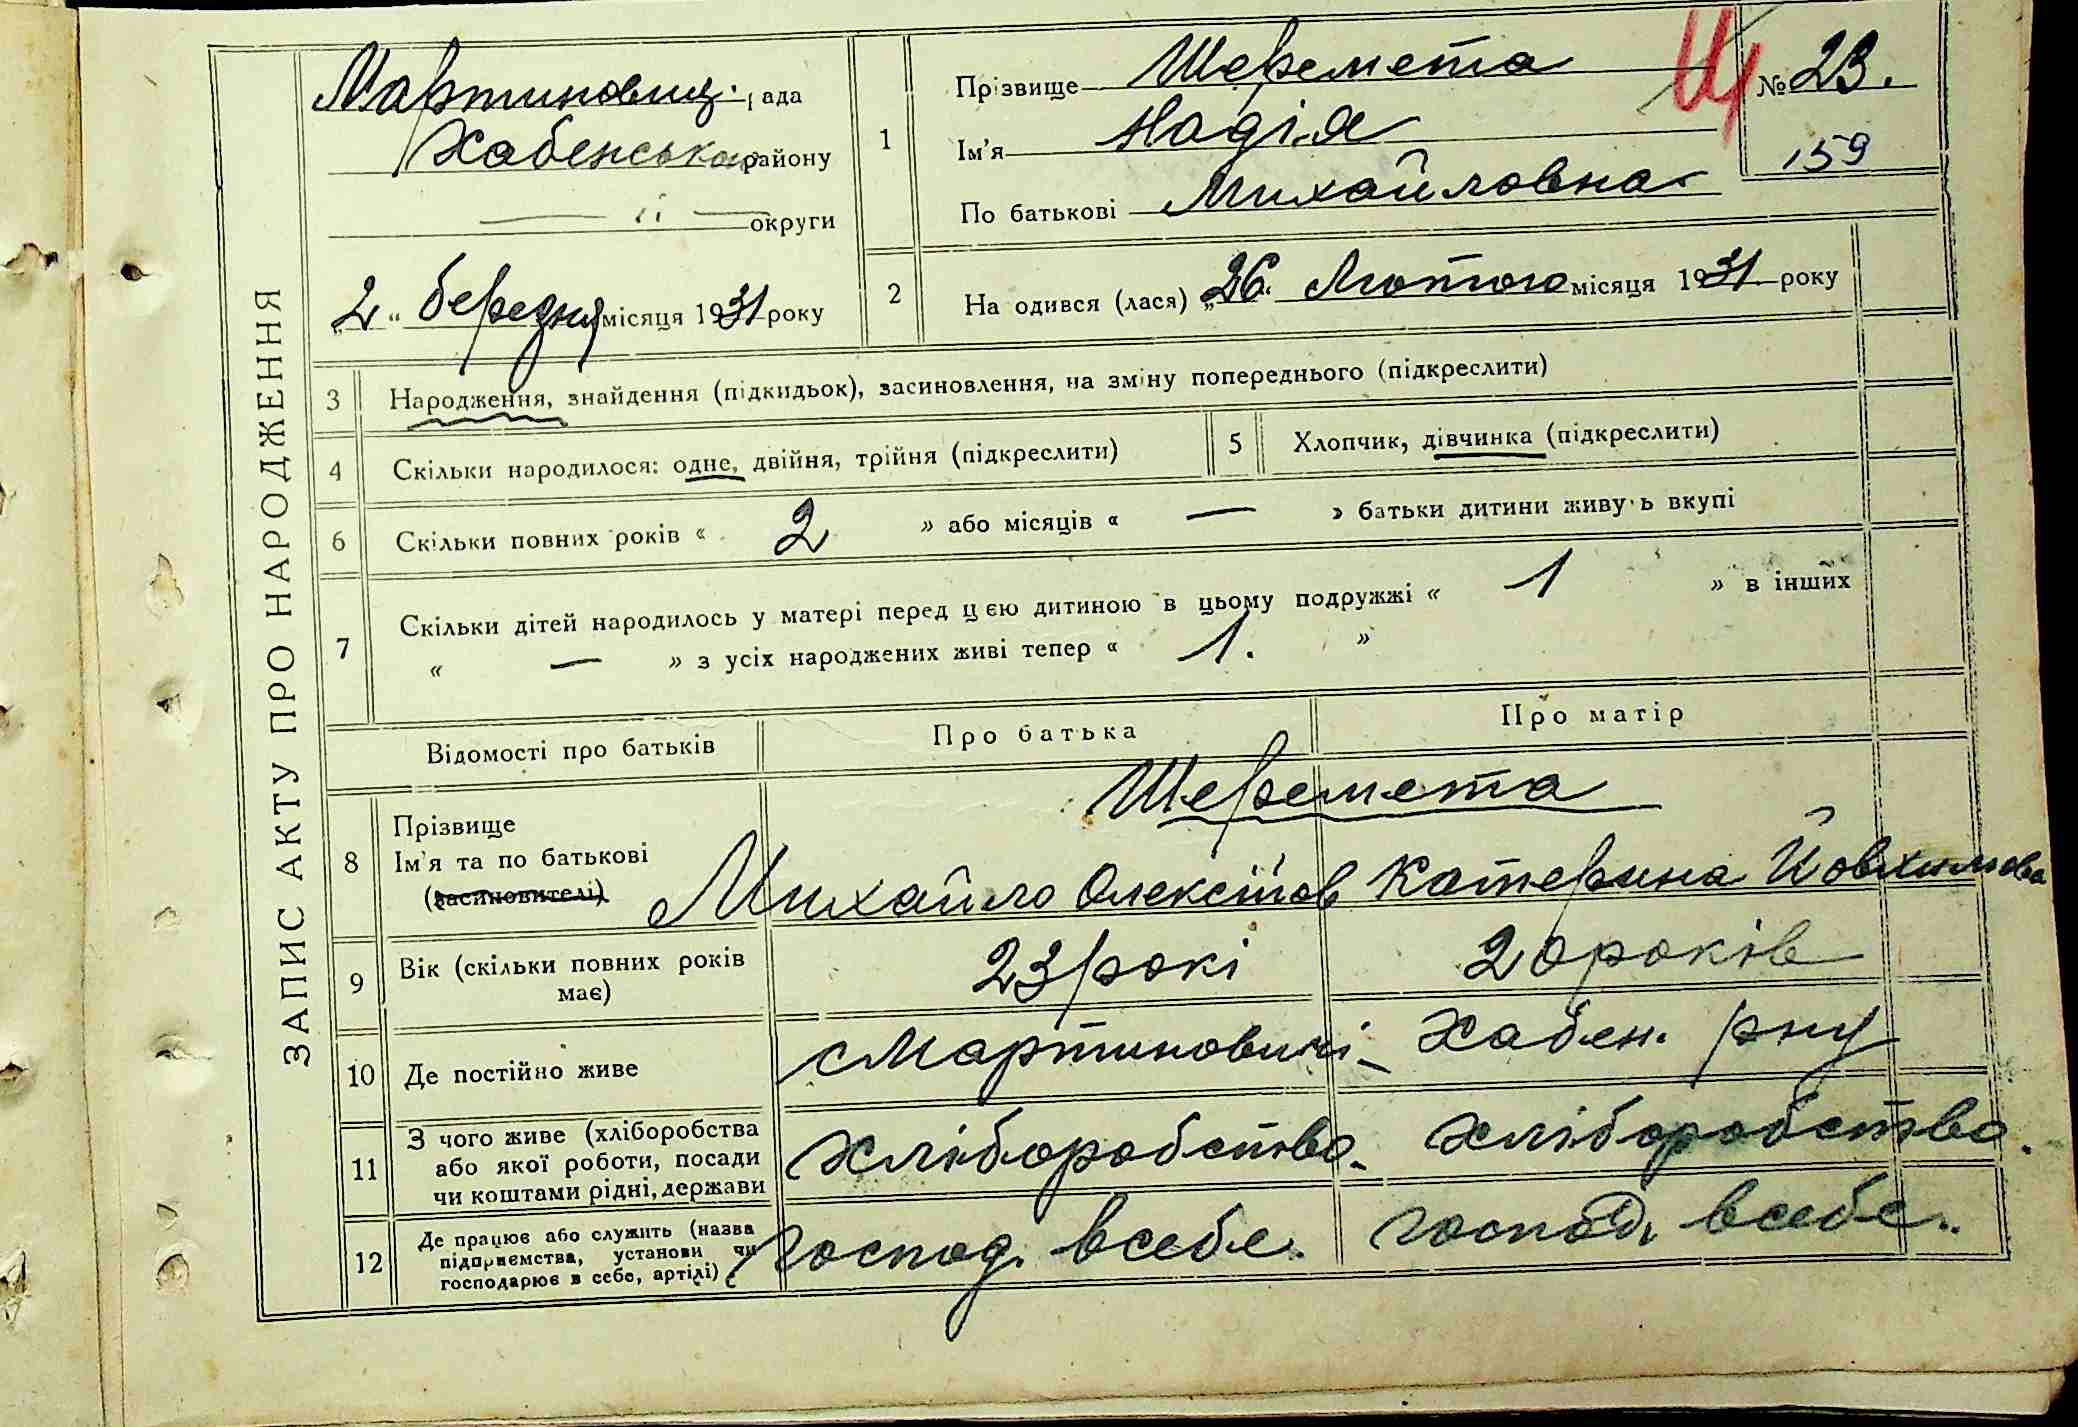 ЗАПИС АКТУ ПРО НАРОДЖЕННЯ
Мартинович. рада
Хабенського району
— " — округи
„2“ березня місяця 1931 року
1
Прізвище Шеремета
Ім'я Надія
По батькові Михайловна
№ 23.
159
2 На одився (лася) „26“ Лютого місяця 1931 року
3 Народження, знайдення (підкидьок), засиновлення, на зміну попереднього (підкреслити)
4 Скільки народилося: одне, двійня, трійня (підкреслити)
5 Хлопчик, дівчинка (підкреслити)
6 Скільки повних років « 2 » або місяців « — » батьки дитини живуть вкупі
7 Скільки дітей народилось у матері перед цією дитиною в цьому подружжі « 1 » в інших
« — » з усіх народжених живі тепер « 1. »
Відомості про батьків
Про батька
Про матір
Шеремета
8 Прізвище
Ім'я та по батькові
(засиновителі)
Михайло Олексійов Катерина Йовхимова
9 Вік (скільки повних років
має)
23 рокі
20 років
10 Де постійно живе
с Мартиновичі - Хабен. рну
11 З чого живе (хліборобства
або якої роботи, посади
чи коштами рідні, держави
хліборобство.
хліборобство.
12 Де працює або служить (назва
підприємства, установи чи
господарює в себе, артілі)
господ. всебе.
господ. всебе.